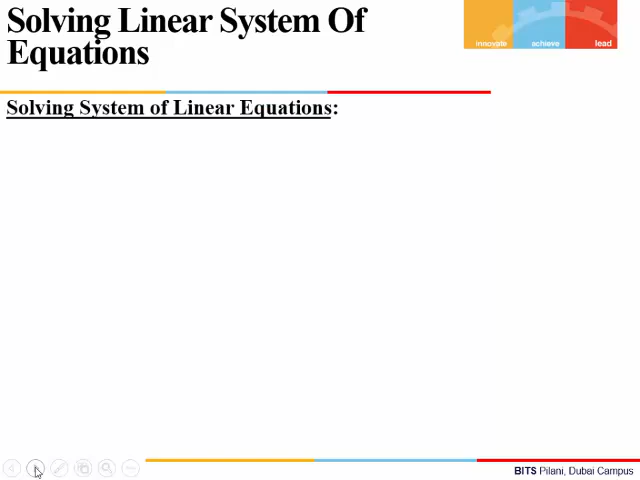 Solving Linear System Of
Equations
innovate achieve lead
Solving System of Linear Equations:
BITS Pilani, Dubai Campus